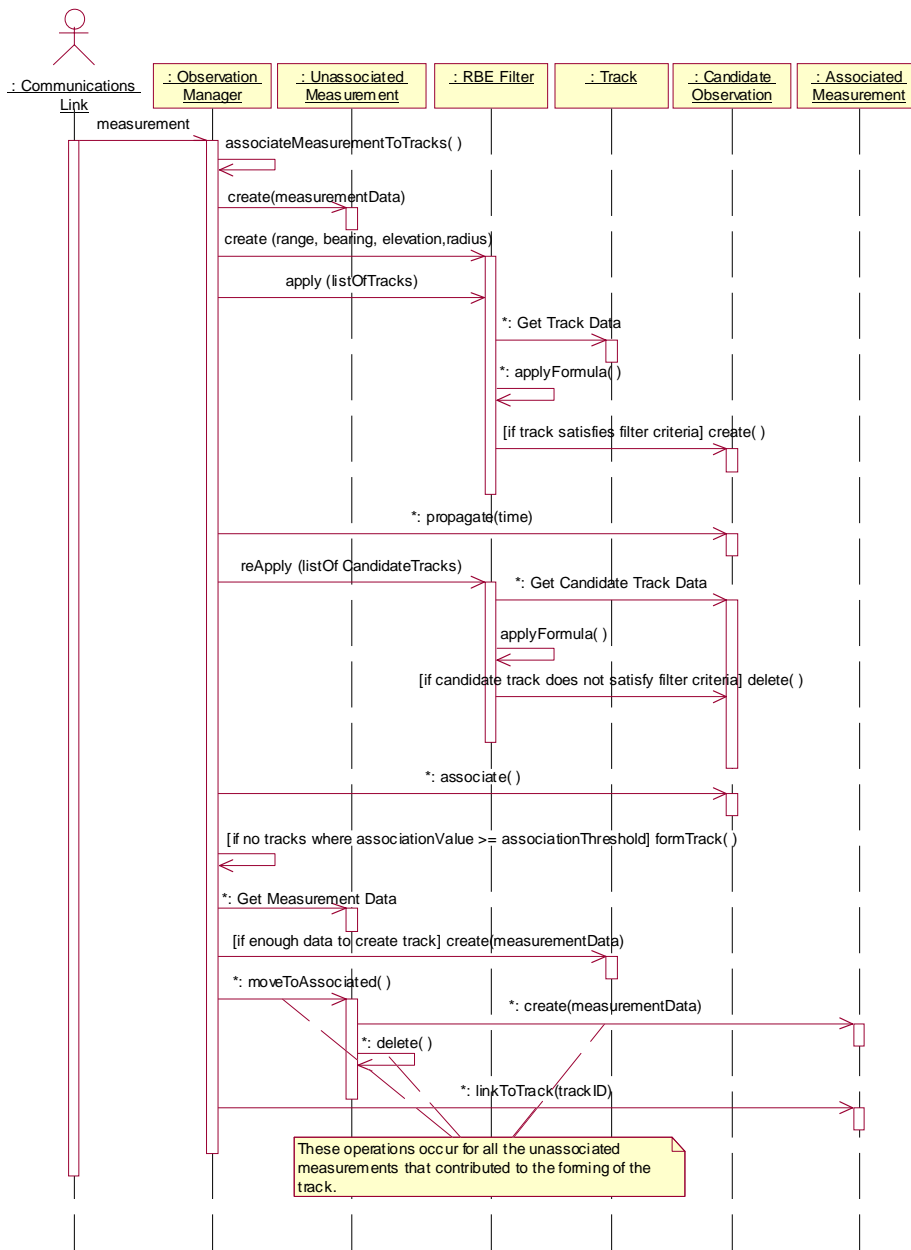 : Communications
Link
: Observation
Manager
: Unassociated
Measurement
: RBE Filter
: Track
: Candidate
Observation
: Associated
Measurement
measurement
associateMeasurementToTracks( )
create(measurementData)
create (range, bearing, elevation,radius)
apply (listOfTracks)
*: Get Track Data
*: applyFormula( )
[if track satisfies filter criteria] create( )
*: propagate(time)
reApply (listOf CandidateTracks)
*: Get Candidate Track Data
applyFormula( )
[if candidate track does not satisfy filter criteria] delete( )
*: associate( )
[if no tracks where associationValue >= associationThreshold] formTrack( )
*: Get Measurement Data
[if enough data to create track] create(measurementData)
*: moveToAssociated( )
*: create(measurementData)
*: delete( )
*: linkToTrack(trackID)
These operations occur for all the unassociated
measurements that contributed to the forming of the
track.